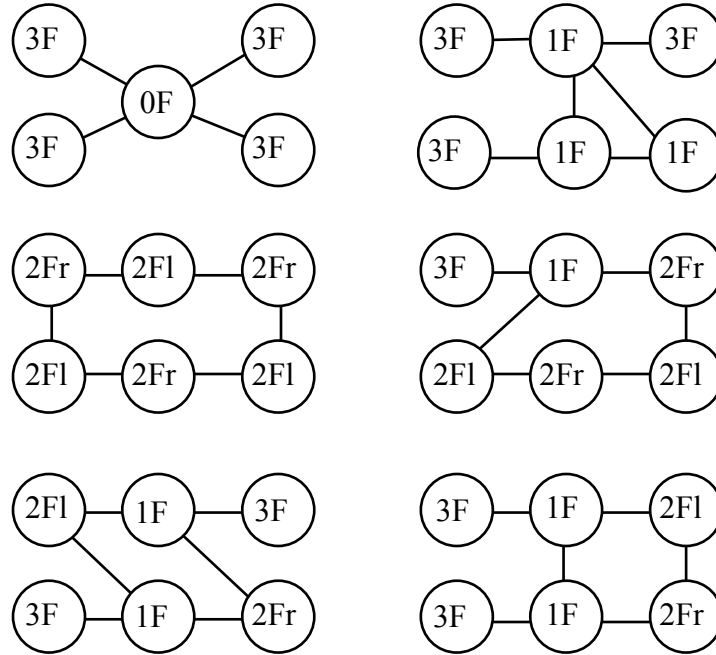 3F 3F 3F 1F 3F
0F
3F 3F 3F 1F 1F
2Fr 2Fl 2Fr 3F 1F 2Fr
2Fl 2Fr 2Fl 2Fl 2Fr 2Fl
2Fl 1F 3F 3F 1F 2Fl
3F 1F 2Fr 3F 1F 2Fr